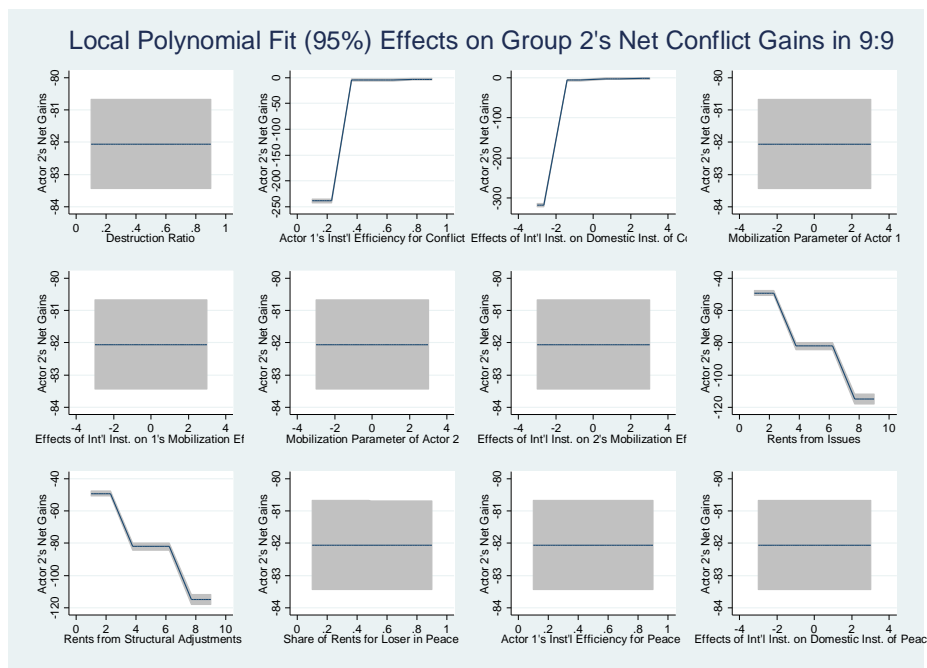 Local Polynomial Fit (95%) Effects on Group 2's Net Conflict Gains in 9:9
Actor 2's Net Gains
-80
-81
-82
-83
-84
0 .2 .4 .6 .8 1
Destruction Ratio
Actor 2's Net Gains
0
-50
-100
-150
-200
-250
0 .2 .4 .6 .8 1
Actor 1's Inst'l Efficiency for Conflict
Actor 2's Net Gains
0
-100
-200
-300
-4 -2 0 2 4
Effects of Int'l Inst. on Domestic Inst. of Co
Actor 2's Net Gains
-80
-81
-82
-83
-84
-4 -2 0 2 4
Mobilization Parameter of Actor 1
Actor 2's Net Gains
-80
-81
-82
-83
-84
-4 -2 0 2 4
Effects of Int'l Inst. on 1's Mobilization Ef
Actor 2's Net Gains
-80
-81
-82
-83
-84
-4 -2 0 2 4
Mobilization Parameter of Actor 2
Actor 2's Net Gains
-80
-81
-82
-83
-84
-4 -2 0 2 4
Effects of Int'l Inst. on 2's Mobilization Ef
Actor 2's Net Gains
-40
-60
-80
-100
-120
0 2 4 6 8 10
Rents from Issues
Actor 2's Net Gains
-40
-60
-80
-100
-120
0 2 4 6 8 10
Rents from Structural Adjustments
Actor 2's Net Gains
-80
-81
-82
-83
-84
0 .2 .4 .6 .8 1
Share of Rents for Loser in Peace
Actor 2's Net Gains
-80
-81
-82
-83
-84
0 .2 .4 .6 .8 1
Actor 1's Inst'l Efficiency for Peace
Actor 2's Net Gains
-80
-81
-82
-83
-84
-4 -2 0 2 4
Effects of Int'l Inst. on Domestic Inst. of Peac